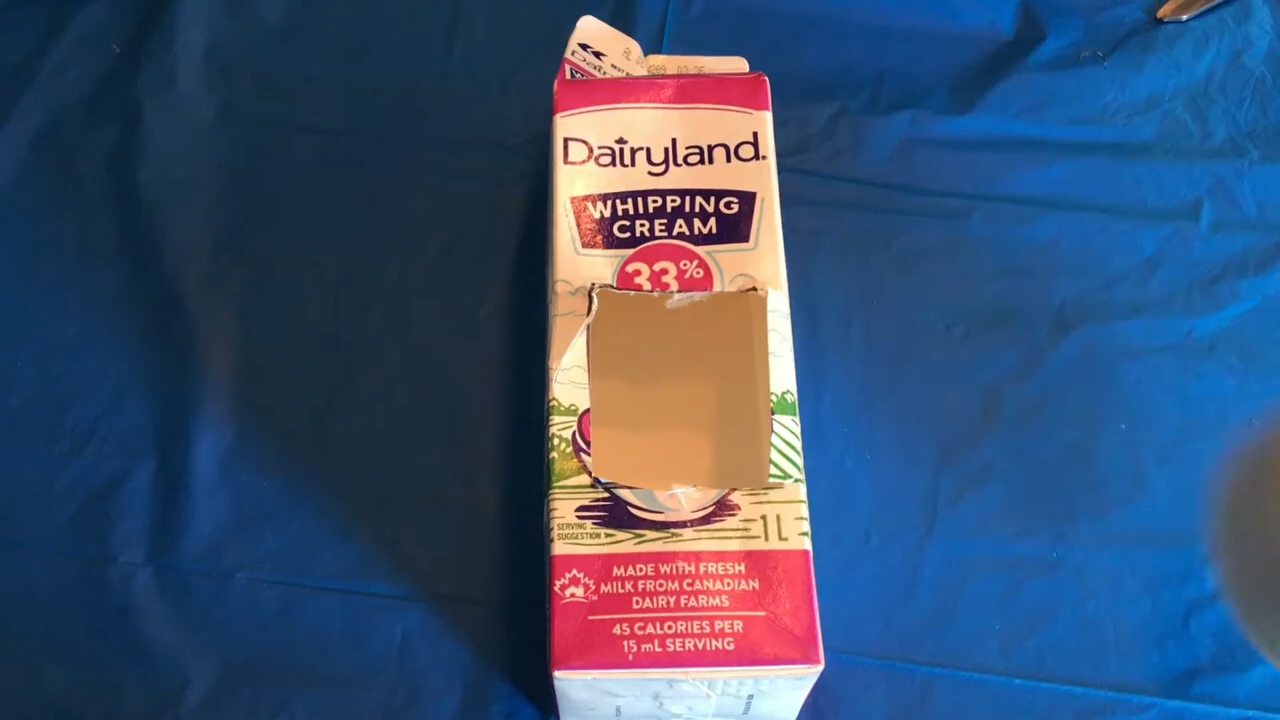 Dairyland.
WHIPPING
CREAM
33%
SERVING
SUGGESTION
1L
MADE WITH FRESH
MILK FROM CANADIAN
DAIRY FARMS
45 CALORIES PER
15 mL SERVING